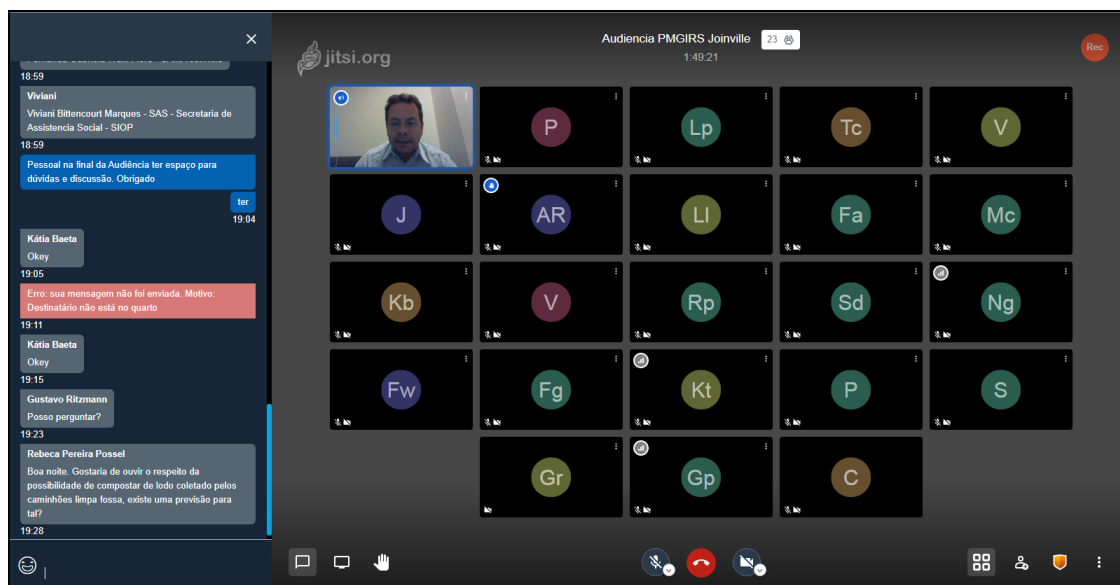 18:59
Viviani
Viviani Bittencourt Marques - SAS - Secretaria de
Assistencia Social - SIOP
18:59
Pessoal na final da Audiência ter espaço para
dúvidas e discussão. Obrigado
ter
19:04
Kátia Baeta
Okey
19:05
Erro: sua mensagem não foi enviada. Motivo:
Destinatário não está no quarto
19:11
Kátia Baeta
Okey
19:15
Gustavo Ritzmann
Posso perguntar?
19:23
Rebeca Pereira Possel
Boa noite. Gostaria de ouvir o respeito da
possibilidade de compostar de lodo coletado pelos
caminhões limpa fossa, existe uma previsão para
tal?
19:28
jitsi.org
Audiencia PMGIRS Joinville 23
1:49:21
Rec
P Lp Tc V
J AR Ll Fa Mc
Kb V Rp Sd Ng
Fw Fg Kt P S
Gr Gp C